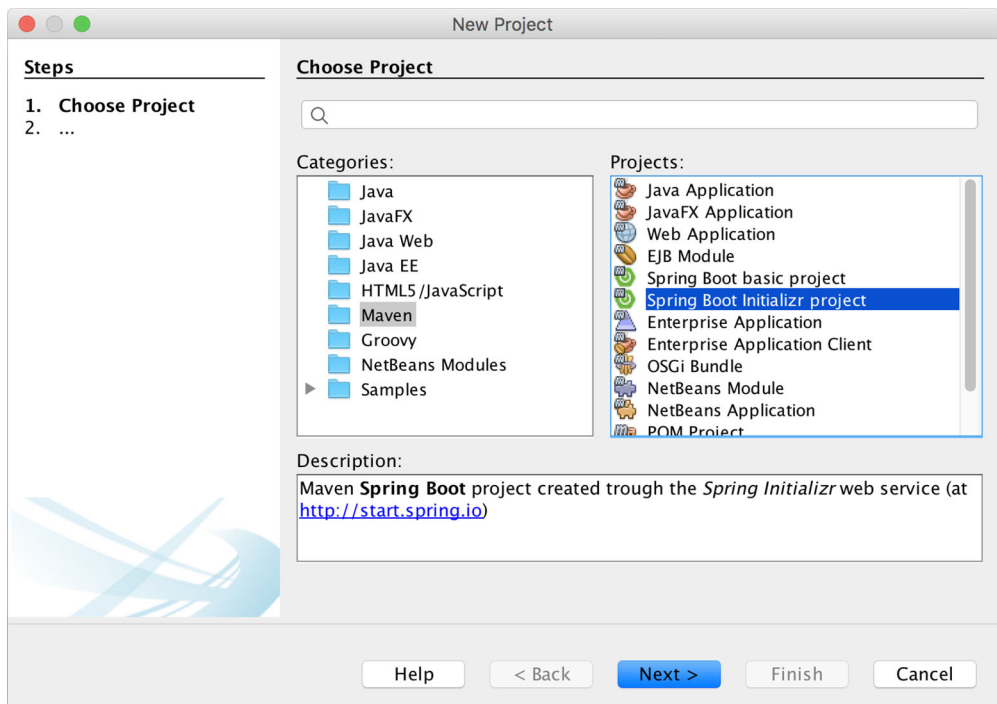 New Project
Steps
1. Choose Project
2. ...
Choose Project
Categories:
Java
JavaFX
Java Web
Java EE
HTML5/JavaScript
Maven
Groovy
NetBeans Modules
Samples
Projects:
Java Application
JavaFX Application
Web Application
EJB Module
Spring Boot basic project
Spring Boot Initializr project
Enterprise Application
Enterprise Application Client
OSGi Bundle
NetBeans Module
NetBeans Application
POM Project
Description:
Maven Spring Boot project created trough the Spring Initializr web service (at
http://start.spring.io)
Help
< Back
Next >
Finish
Cancel